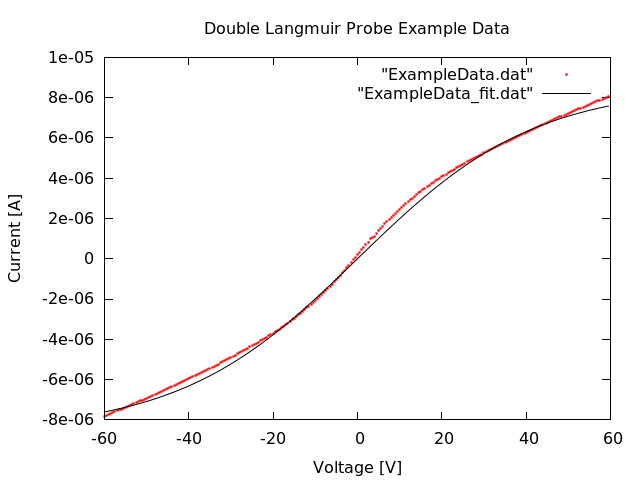 Double Langmuir Probe Example Data
1e-05
8e-06
6e-06
4e-06
2e-06
0
-2e-06
-4e-06
-6e-06
-8e-06
Current [A]
"ExampleData.dat"
"ExampleData_fit.dat"
-60 -40 -20 0 20 40 60
Voltage [V]